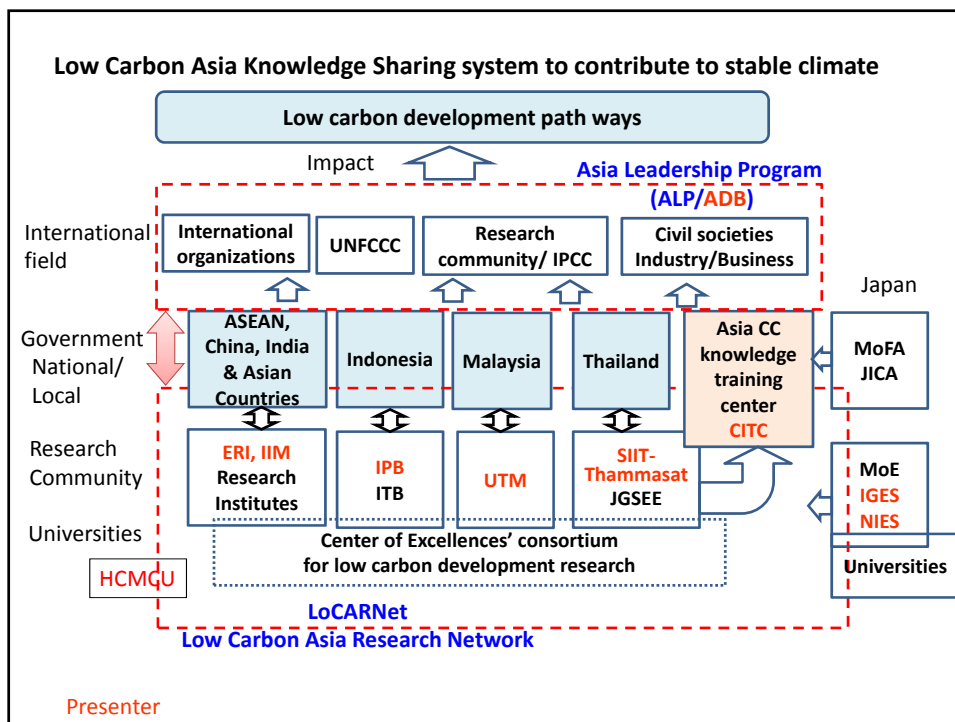 Low Carbon Asia Knowledge Sharing system to contribute to stable climate
Low carbon development path ways
Impact
Asia Leadership Program
(ALP/ADB)
International
field
International
organizations
UNFCCC
Research
community/ IPCC
Civil societies
Industry/Business
Japan
Government
National/
Local
ASEAN,
China, India
& Asian
Countries
Indonesia
Malaysia
Thailand
Asia CC
knowledge
training
center
CITC
MoFA
JICA
Research
Community
ERI, IIM
Research
Institutes
IPB
ITB
UTM
SIIT-
Thammasat
JGSEE
MoE
IGES
NIES
Universities
Center of Excellences' consortium
for low carbon development research
Universities
HCMCU
LoCARNet
Low Carbon Asia Research Network
Presenter